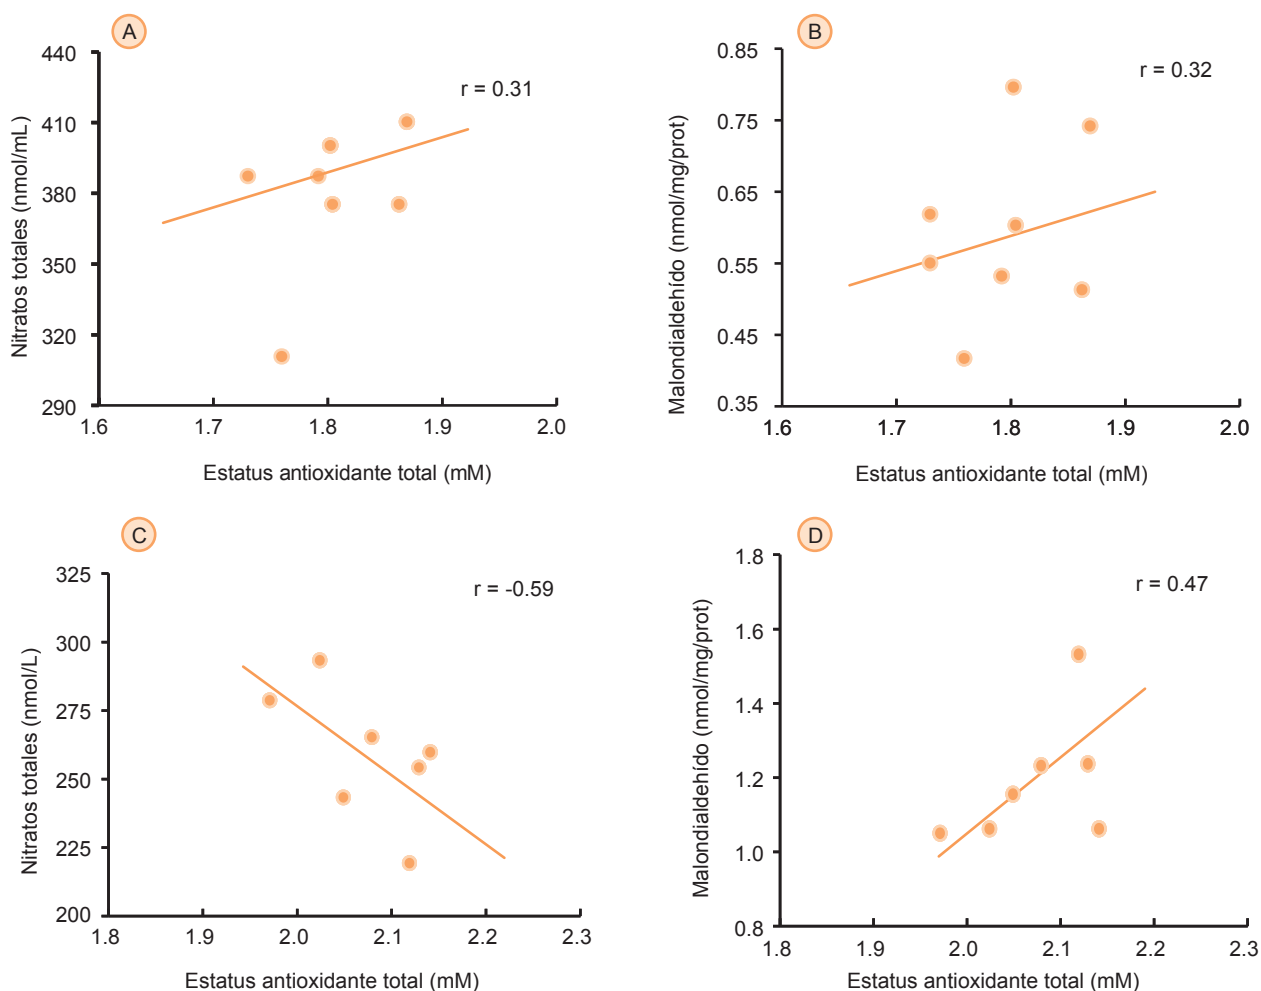 A
r = 0.31
Nitratos totales (nmol/mL)
440
410
380
350
320
290
1.6 1.7 1.8 1.9 2.0
Estatus antioxidante total (mM)
B
r = 0.32
Malondialdehído (nmol/mg/prot)
0.85
0.75
0.65
0.55
0.45
0.35
1.6 1.7 1.8 1.9 2.0
Estatus antioxidante total (mM)
C
r = -0.59
Nitratos totales (nmol/L)
325
300
275
250
225
200
1.8 1.9 2.0 2.1 2.2 2.3
Estatus antioxidante total (mM)
D
r = 0.47
Malondialdehído (nmol/mg/prot)
1.8
1.6
1.4
1.2
1.0
0.8
1.8 1.9 2.0 2.1 2.2 2.3
Estatus antioxidante total (mM)